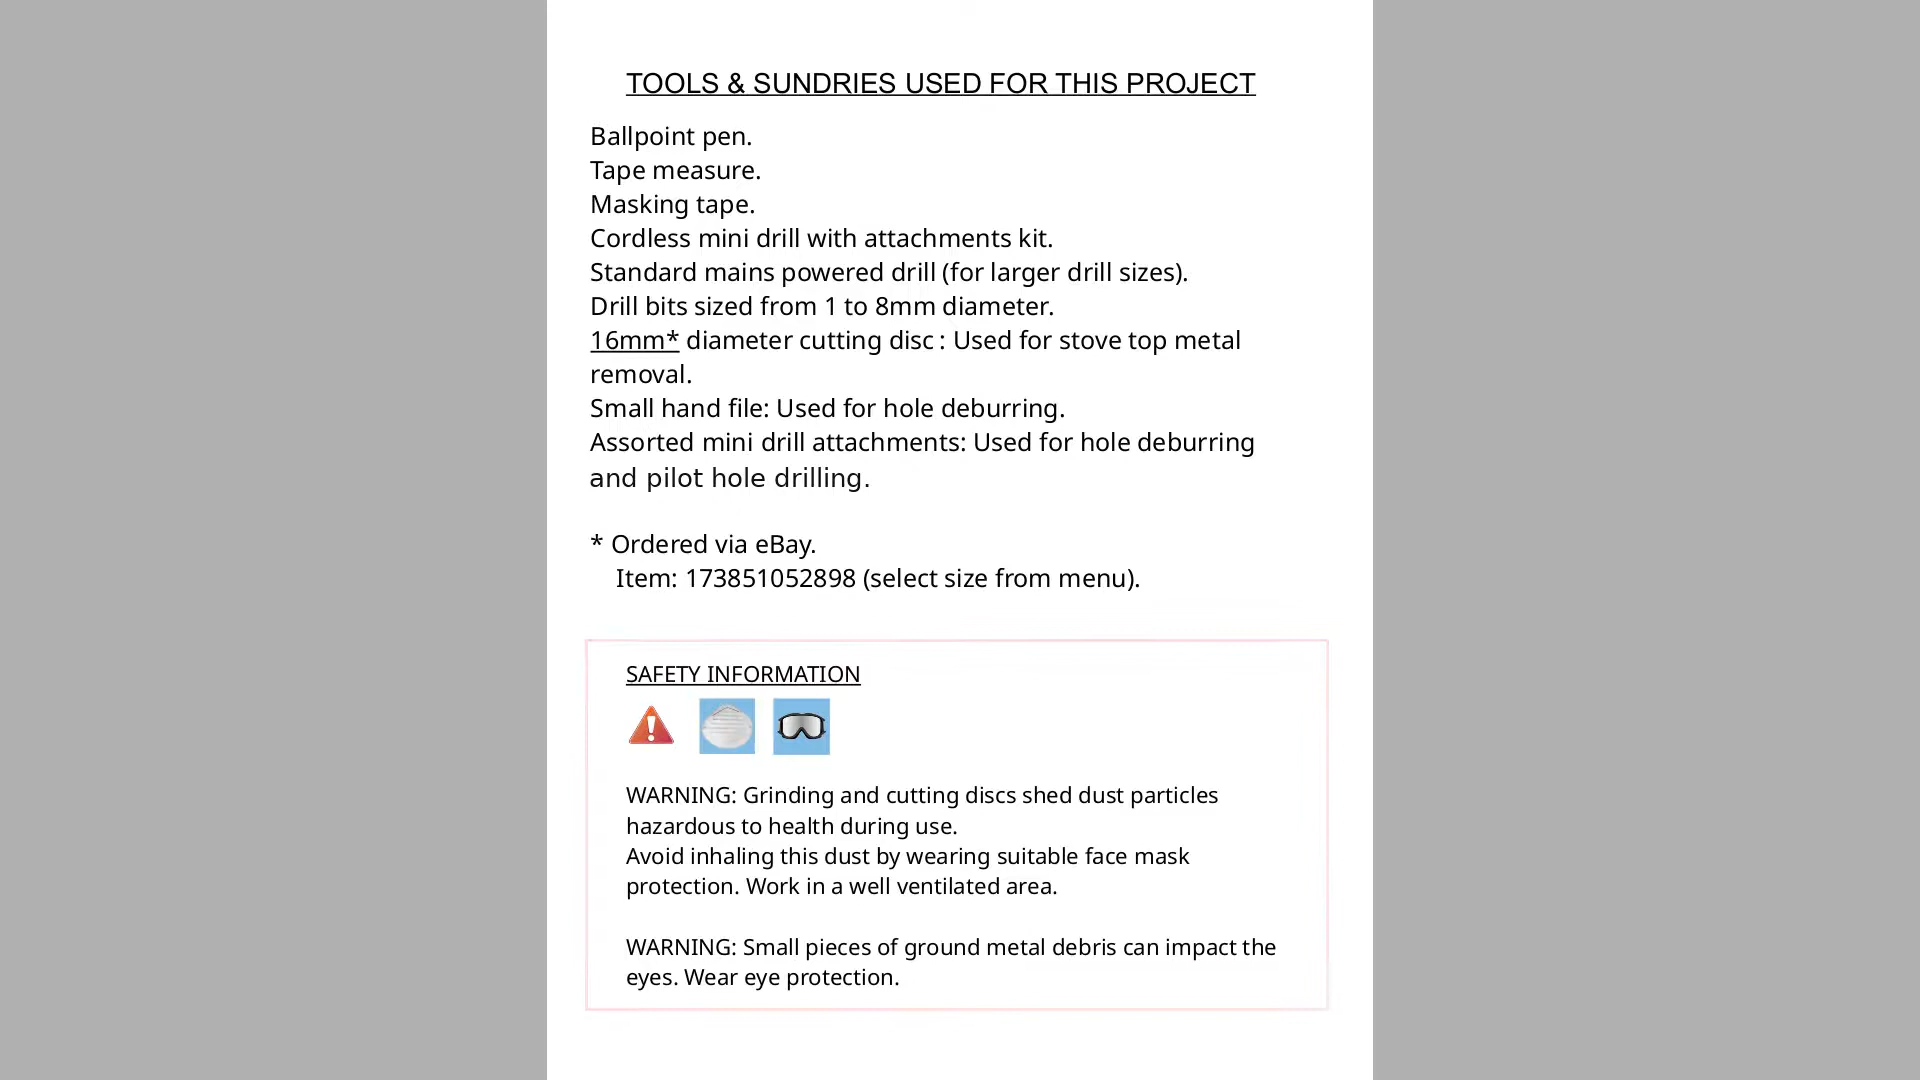 TOOLS & SUNDRIES USED FOR THIS PROJECT
Ballpoint pen.
Tape measure.
Masking tape.
Cordless mini drill with attachments kit.
Standard mains powered drill (for larger drill sizes).
Drill bits sized from 1 to 8mm diameter.
16mm* diameter cutting disc : Used for stove top metal
removal.
Small hand file: Used for hole deburring.
Assorted mini drill attachments: Used for hole deburring
and pilot hole drilling.
* Ordered via eBay.
Item: 173851052898 (select size from menu).
SAFETY INFORMATION
WARNING: Grinding and cutting discs shed dust particles
hazardous to health during use.
Avoid inhaling this dust by wearing suitable face mask
protection. Work in a well ventilated area.
WARNING: Small pieces of ground metal debris can impact the
eyes. Wear eye protection.